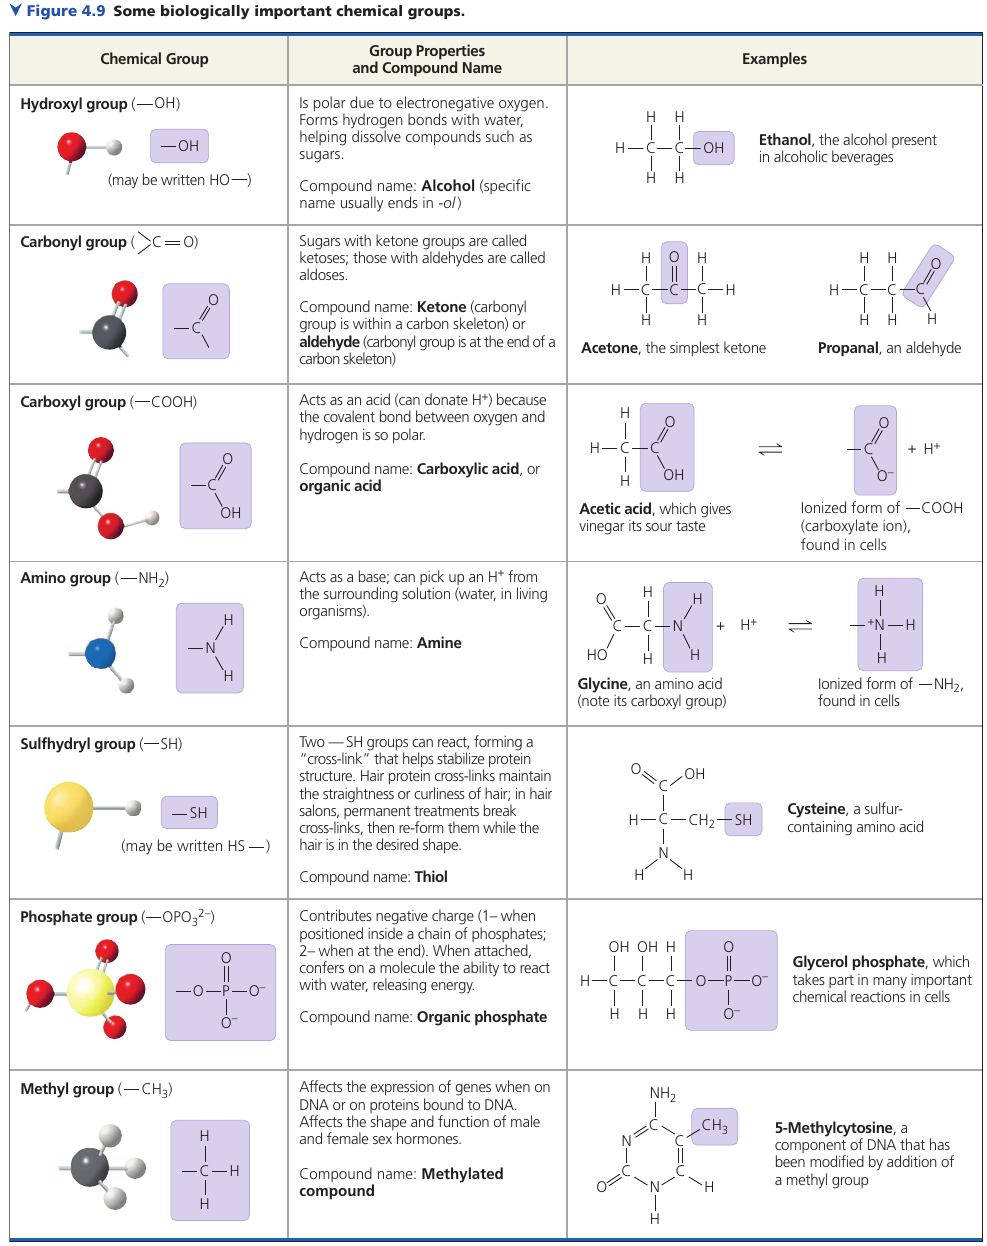 Figure 4.9 Some biologically important chemical groups.
Chemical Group
Group Properties
and Compound Name
Examples
Hydroxyl group (—OH)
—OH
(may be written HO—)
Is polar due to electronegative oxygen.
Forms hydrogen bonds with water,
helping dissolve compounds such as
sugars.
Compound name: Alcohol (specific
name usually ends in -ol)
H H
H—C—C—OH
H H
Ethanol, the alcohol present
in alcoholic beverages
Carbonyl group (>C=O)
O
—C
Sugars with ketone groups are called
ketoses; those with aldehydes are called
aldoses.
Compound name: Ketone (carbonyl
group is within a carbon skeleton) or
aldehyde (carbonyl group is at the end of a
carbon skeleton)
H O H
H—C—C—C—H
H H
Acetone, the simplest ketone
H H O
H—C—C—C
H H H
Propanal, an aldehyde
Carboxyl group (—COOH)
O
—C
OH
Acts as an acid (can donate H⁺) because
the covalent bond between oxygen and
hydrogen is so polar.
Compound name: Carboxylic acid, or
organic acid
H O
H—C—C
H OH
⇌
O
—C + H⁺
O⁻
Acetic acid, which gives
vinegar its sour taste
Ionized form of —COOH
(carboxylate ion),
found in cells
Amino group (—NH₂)
H
—N
H
Acts as a base; can pick up an H⁺ from
the surrounding solution (water, in living
organisms).
Compound name: Amine
O H H
C—C—N + H⁺
HO H H
⇌
H
—⁺N—H
H
Glycine, an amino acid
(note its carboxyl group)
Ionized form of —NH₂,
found in cells
Sulfhydryl group (—SH)
—SH
(may be written HS—)
Two —SH groups can react, forming a
“cross-link” that helps stabilize protein
structure. Hair protein cross-links maintain
the straightness or curliness of hair; in hair
salons, permanent treatments break
cross-links, then re-form them while the
hair is in the desired shape.
Compound name: Thiol
O OH
C
H—C—CH₂—SH
N
H H
Cysteine, a sulfur-
containing amino acid
Phosphate group (—OPO₃²⁻)
O
—O—P—O⁻
O⁻
Contributes negative charge (1– when
positioned inside a chain of phosphates;
2– when at the end). When attached,
confers on a molecule the ability to react
with water, releasing energy.
Compound name: Organic phosphate
OH OH H O
H—C—C—C—O—P—O⁻
H H H O⁻
Glycerol phosphate, which
takes part in many important
chemical reactions in cells
Methyl group (—CH₃)
H
—C—H
H
Affects the expression of genes when on
DNA or on proteins bound to DNA.
Affects the shape and function of male
and female sex hormones.
Compound name: Methylated
compound
NH₂
C CH₃
N C
C C
O N H
H
5-Methylcytosine, a
component of DNA that has
been modified by addition of
a methyl group